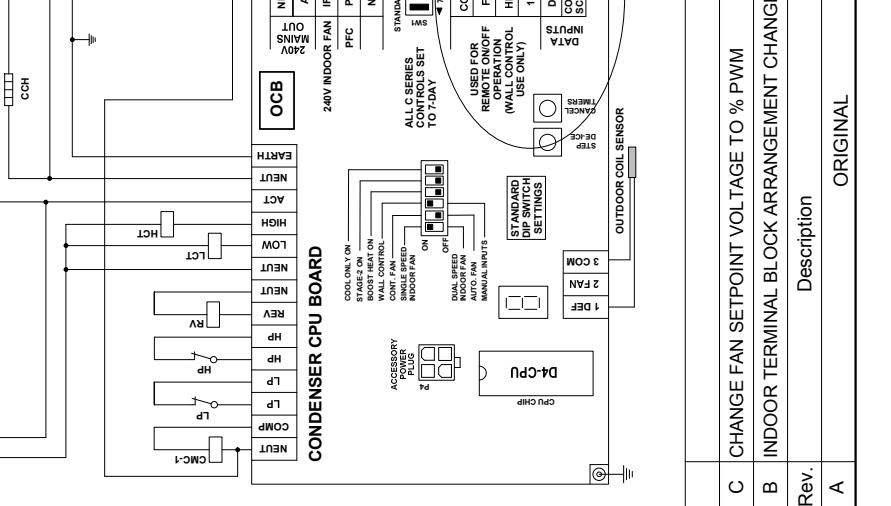 CCH
240V
MAINS
OUT
240V INDOOR FAN
PFC
STANDA
SW1
ALL C SERIES
CONTROLS SET
TO 7-DAY
USED FOR
REMOTE ON/OFF
OPERATION
(WALL CONTROL
USE ONLY)
DATA
INPUTS
OCB
CANCEL
TIMERS
STEP
DE-ICE
OUTDOOR COIL SENSOR
EARTH
NEUT
ACT
HIGH
LOW
NEUT
NEUT
REV
HP
HP
LP
LP
COMP
NEUT
HCT
LCT
RV
HP
LP
CMC-1
CONDENSER CPU BOARD
COOL ONLY ON
STAGE-2 ON
BOOST HEAT ON
WALL CONTROL
CONT. FAN
SINGLE SPEED
INDOOR FAN
ON
OFF
DUAL SPEED
INDOOR FAN
AUTO. FAN
MANUAL INPUTS
STANDARD
DIP SWITCH
SETTINGS
3 COM
2 FAN
1 DEF
ACCESSORY
POWER
PLUG
P4
D4-CPU
CPU CHIP
C CHANGE FAN SETPOINT VOLTAGE TO % PWM
B INDOOR TERMINAL BLOCK ARRANGEMENT CHANGE
Rev. Description
A ORIGINAL